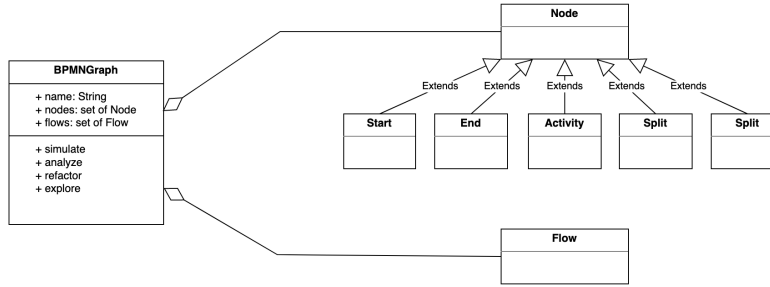 Node
BPMNGraph
+ name: String
+ nodes: set of Node
+ flows: set of Flow
+ simulate
+ analyze
+ refactor
+ explore
Extends Extends Extends Extends Extends
Start End Activity Split Split
Flow